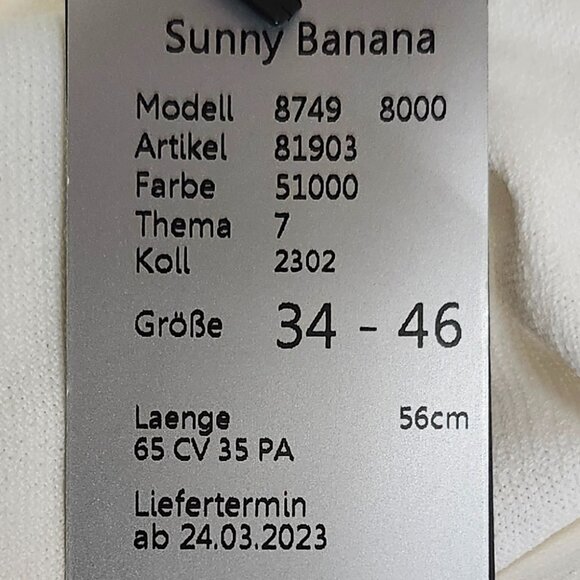 Sunny Banana
Modell 8749 8000
Artikel 81903
Farbe 51000
Thema 7
Koll 2302
Größe 34 - 46
Laenge 56cm
65 CV 35 PA
Liefertermin
ab 24.03.2023